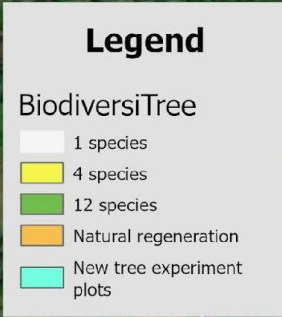 Legend
BiodiversiTree
1 species
4 species
12 species
Natural regeneration
New tree experiment
plots